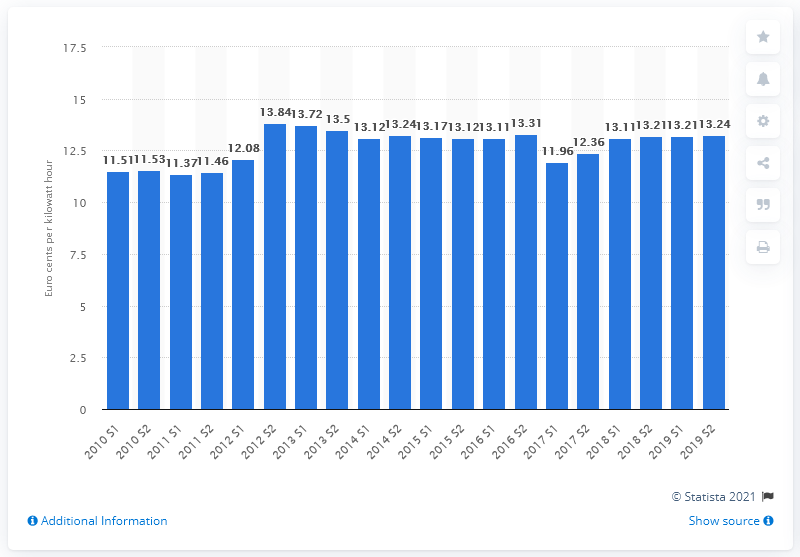 17.5
15
12.5
10
7.5
5
2.5
0
Euro cents per kilowatt hour
11.51 11.53 11.37 11.46 12.08 13.84 13.72 13.5 13.12 13.24 13.17 13.12 13.11 13.31 11.96 12.36 13.11 13.21 13.21 13.24
2010 S1 2010 S2 2011 S1 2011 S2 2012 S1 2012 S2 2013 S1 2013 S2 2014 S1 2014 S2 2015 S1 2015 S2 2016 S1 2016 S2 2017 S1 2017 S2 2018 S1 2018 S2 2019 S1 2019 S2
© Statista 2021
Additional Information
Show source